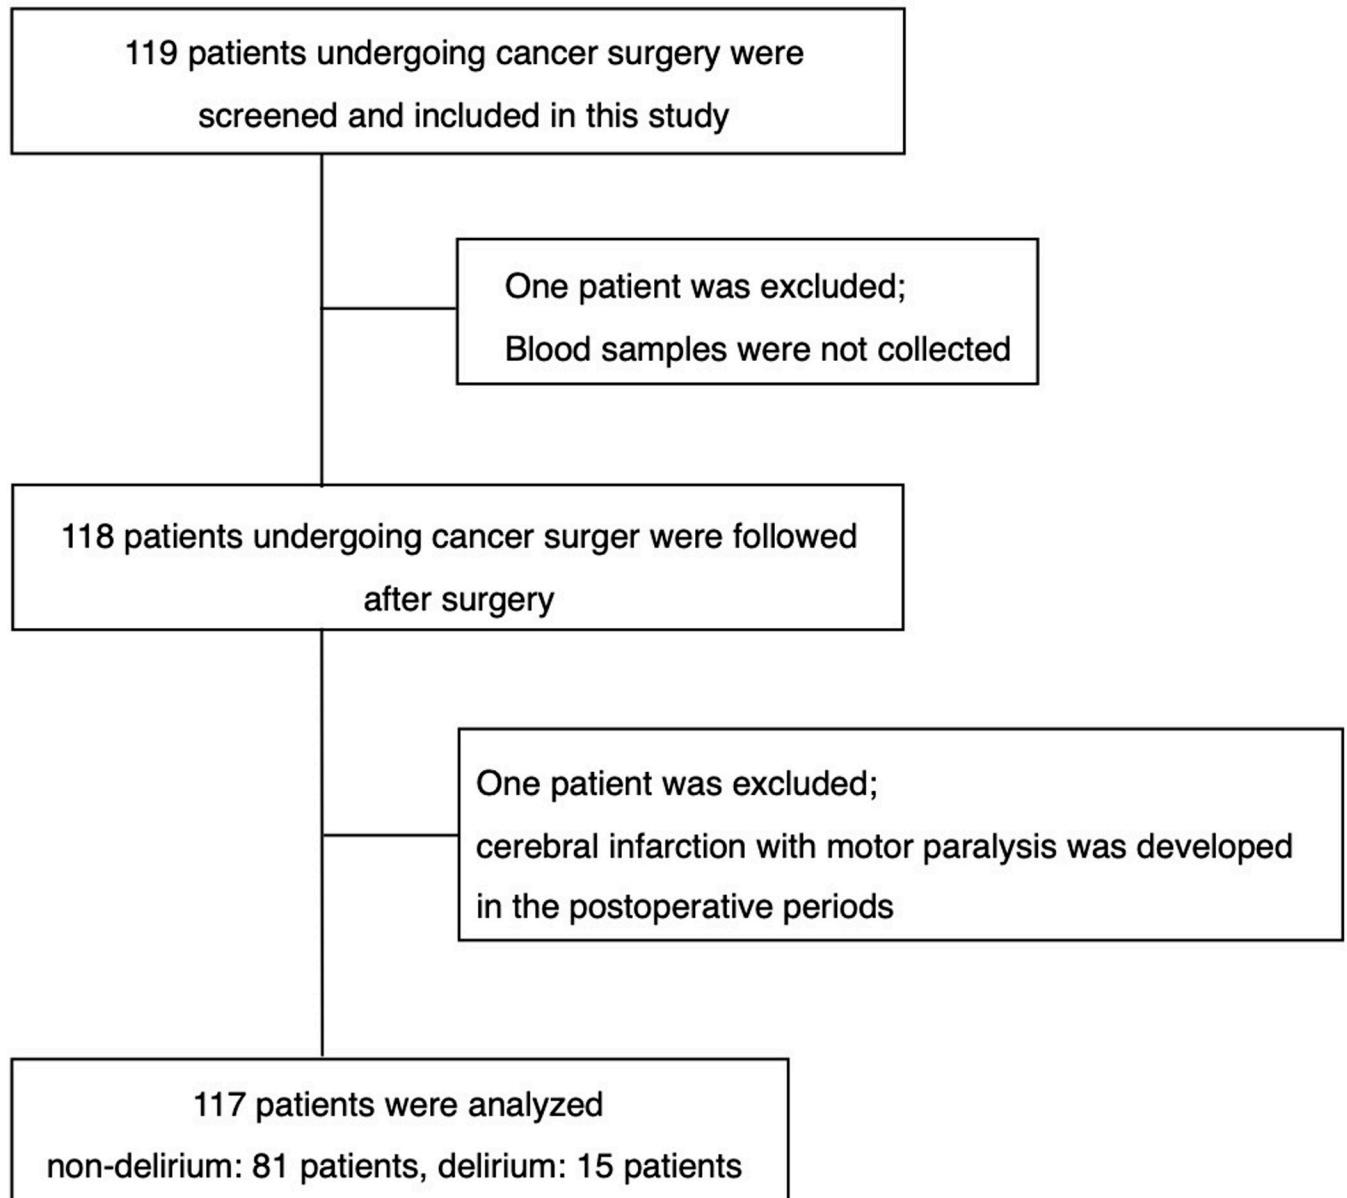 119 patients undergoing cancer surgery were
screened and included in this study
One patient was excluded;
Blood samples were not collected
118 patients undergoing cancer surger were followed
after surgery
One patient was excluded;
cerebral infarction with motor paralysis was developed
in the postoperative periods
117 patients were analyzed
non-delirium: 81 patients, delirium: 15 patients